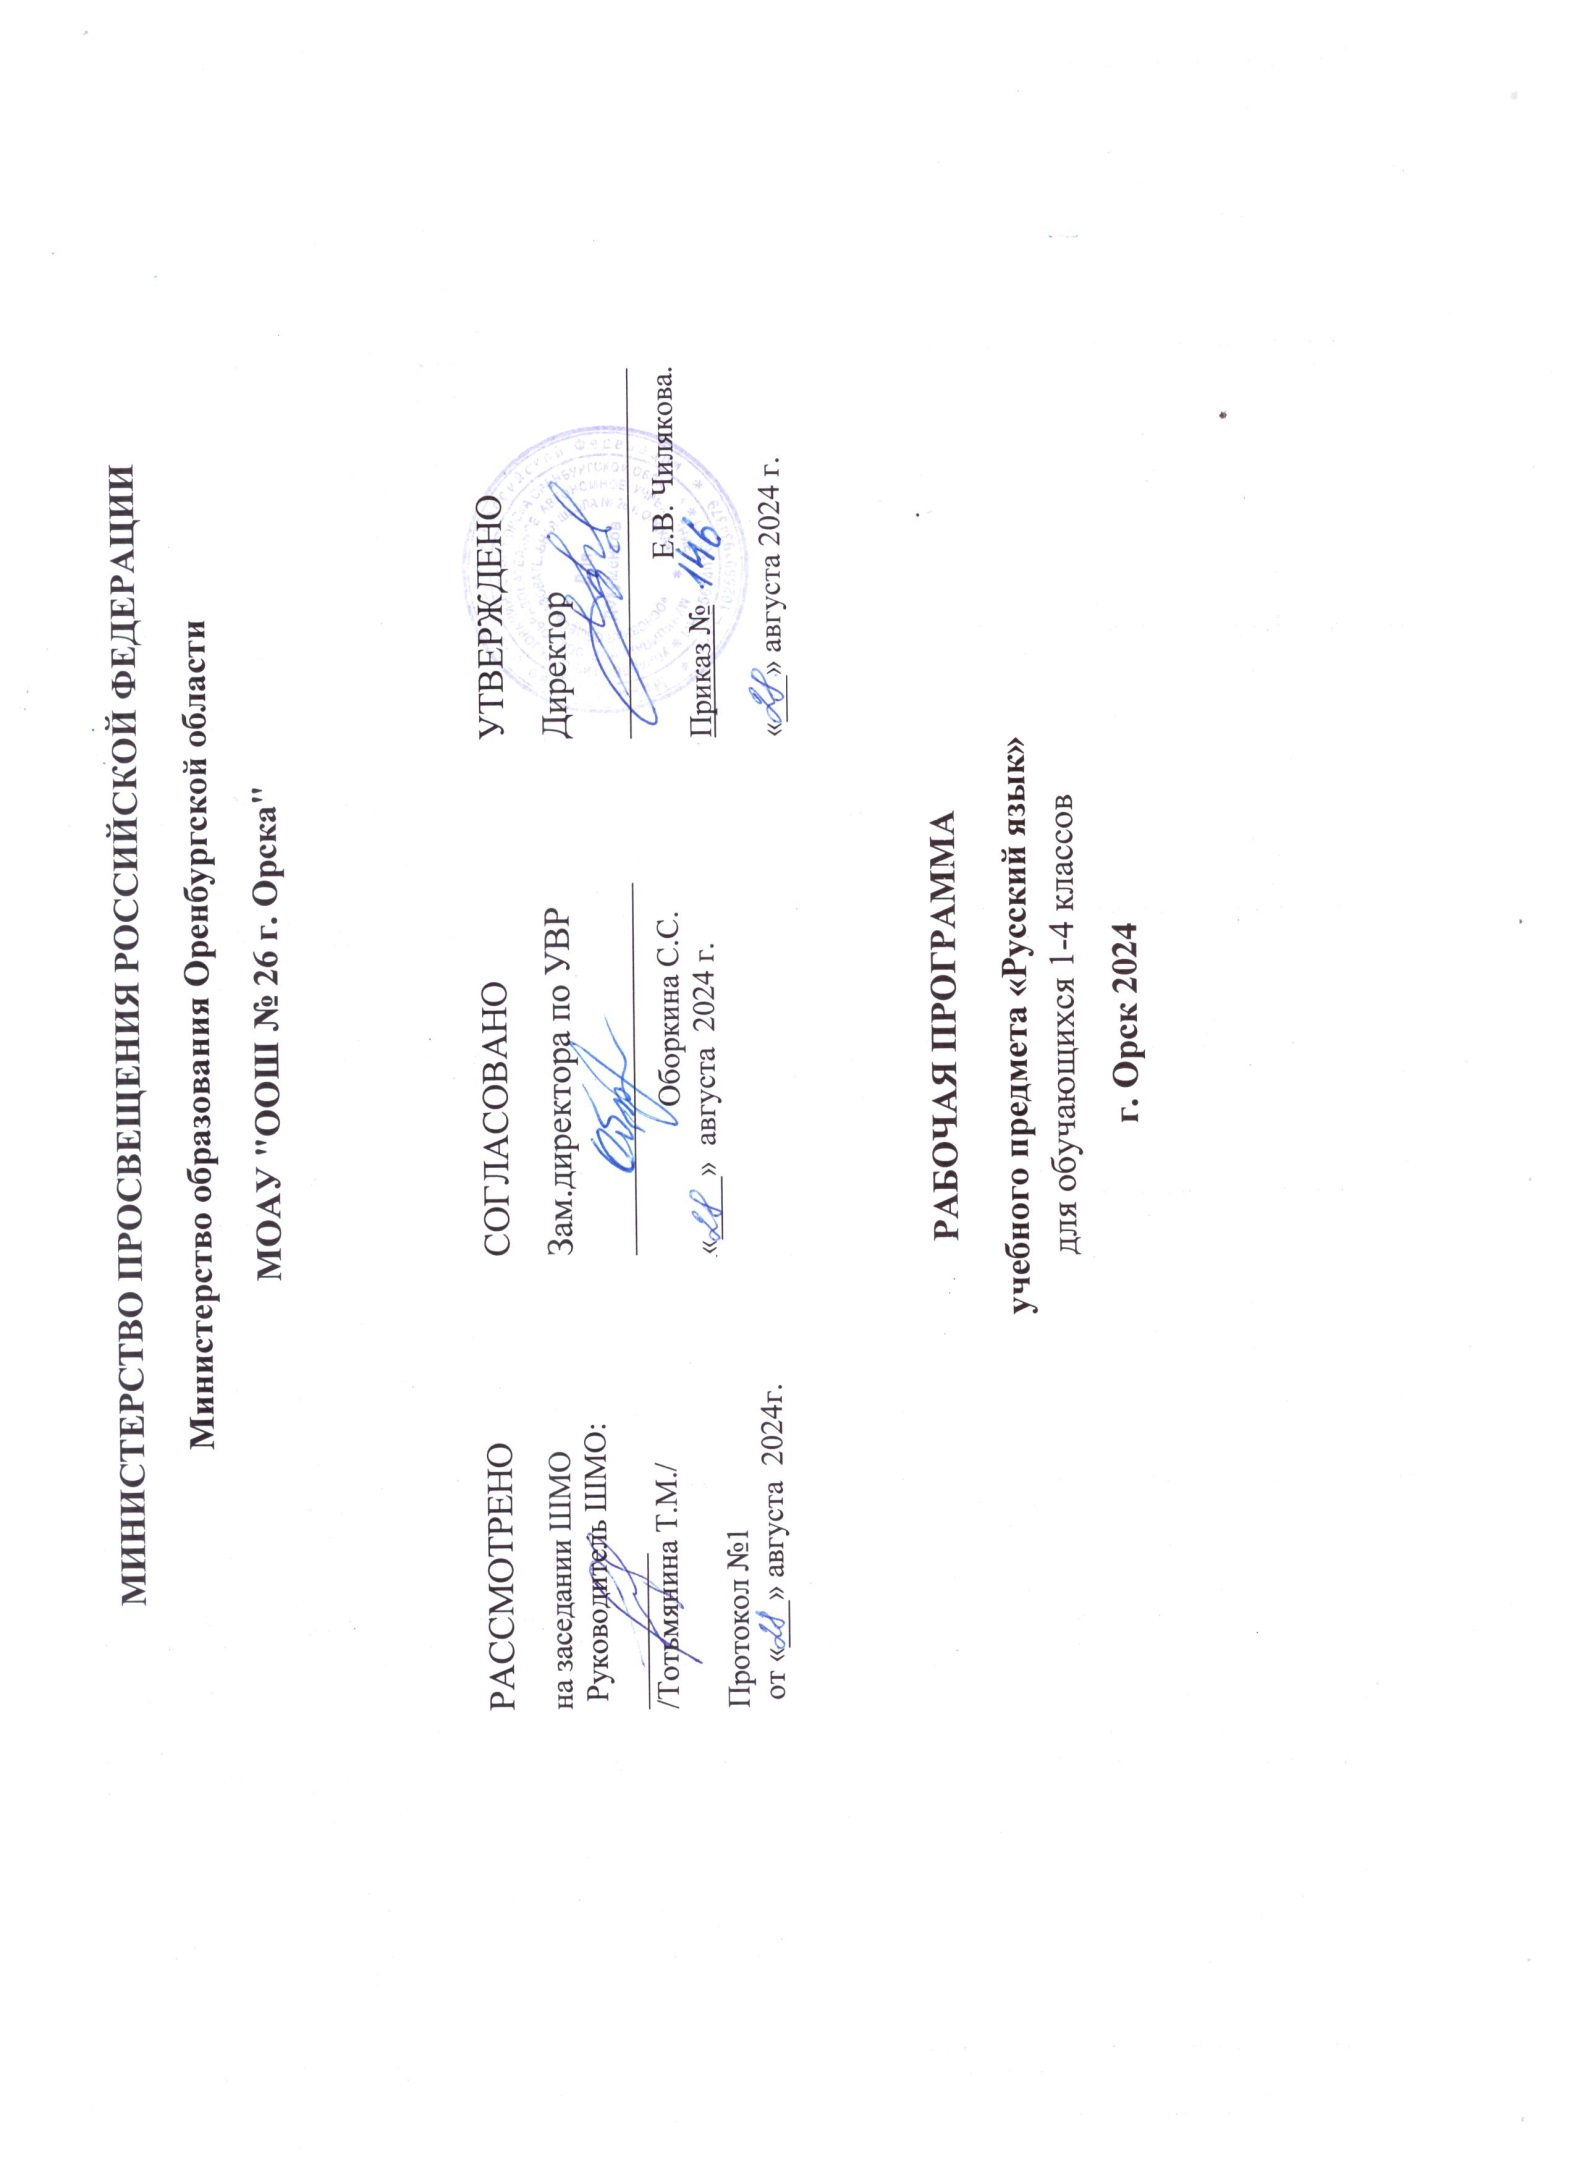 МИНИСТЕРСТВО ПРОСВЕЩЕНИЯ РОССИЙСКОЙ ФЕДЕРАЦИИ
Министерство образования Оренбургской области
МОАУ "ООШ № 26 г. Орска"
РАССМОТРЕНО
на заседании ШМО
Руководитель ШМО:
/Тотьмянина Т.М./
Протокол №1
от «28» августа 2024г.
СОГЛАСОВАНО
Зам.директора по УВР
Оборкина С.С.
«28» августа 2024 г.
УТВЕРЖДЕНО
Директор
Е.В. Чилякова.
Приказ № 146
«28» августа 2024 г.
РАБОЧАЯ ПРОГРАММА
учебного предмета «Русский язык»
для обучающихся 1-4 классов
г. Орск 2024